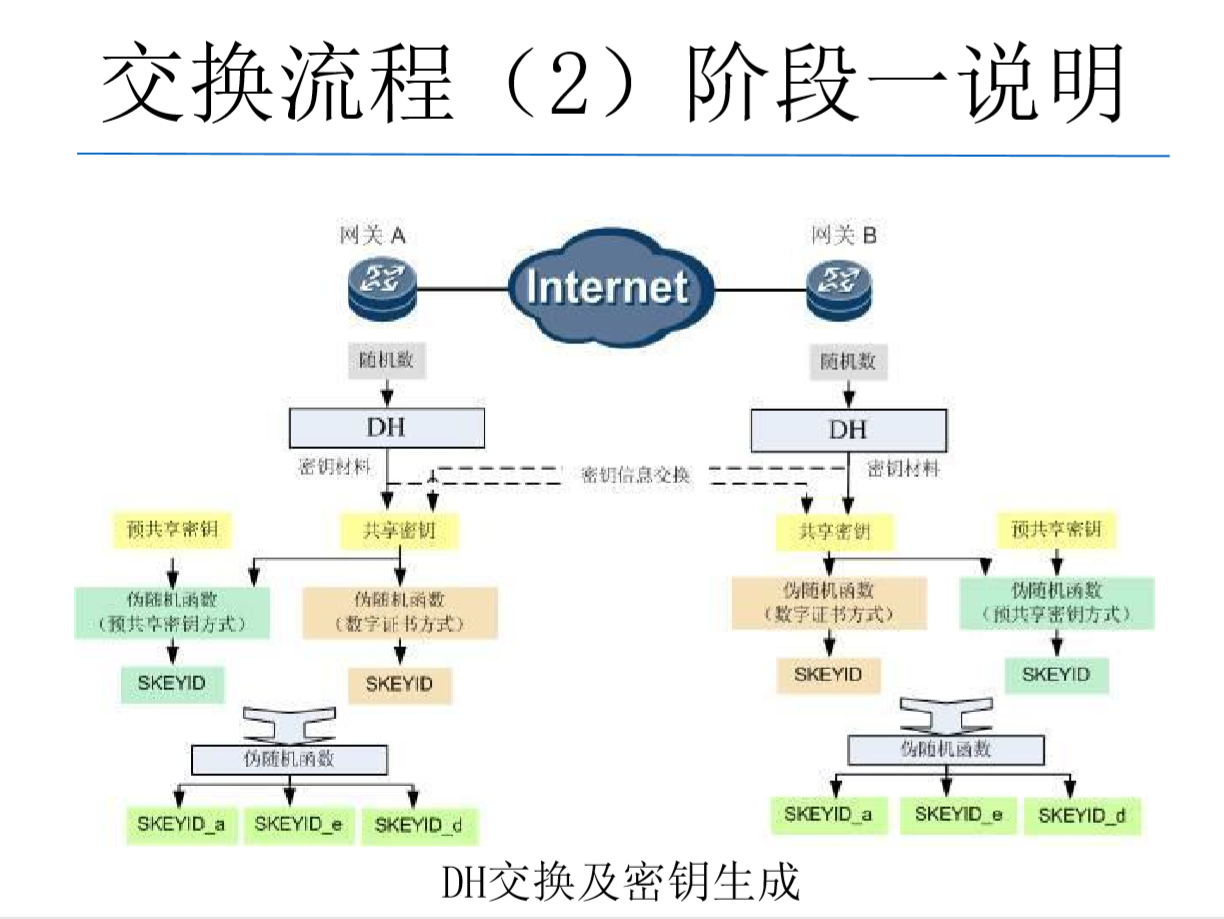 交换流程（2）阶段一说明
网关 A
网关 B
Internet
随机数
随机数
DH
DH
密钥材料
密钥信息交换
密钥材料
预共享密钥
共享密钥
共享密钥
预共享密钥
伪随机函数
（预共享密钥方式）
伪随机函数
（数字证书方式）
伪随机函数
（数字证书方式）
伪随机函数
（预共享密钥方式）
SKEYID
SKEYID
SKEYID
SKEYID
伪随机函数
伪随机函数
SKEYID_a
SKEYID_e
SKEYID_d
SKEYID_a
SKEYID_e
SKEYID_d
DH交换及密钥生成